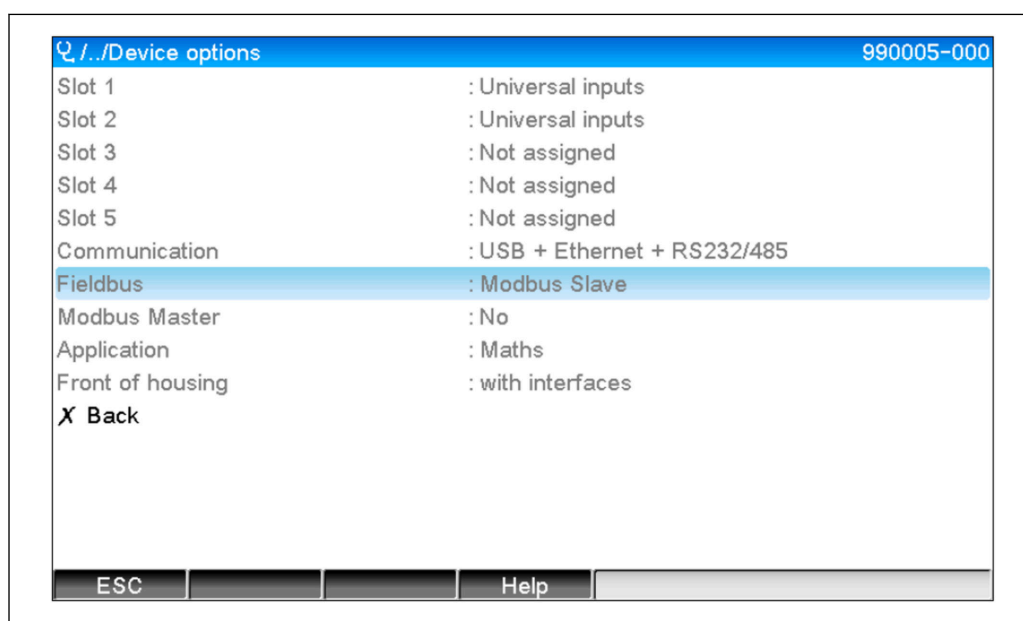 /../Device options 990005-000
Slot 1 : Universal inputs
Slot 2 : Universal inputs
Slot 3 : Not assigned
Slot 4 : Not assigned
Slot 5 : Not assigned
Communication : USB + Ethernet + RS232/485
Fieldbus : Modbus Slave
Modbus Master : No
Application : Maths
Front of housing : with interfaces
X Back
ESC Help